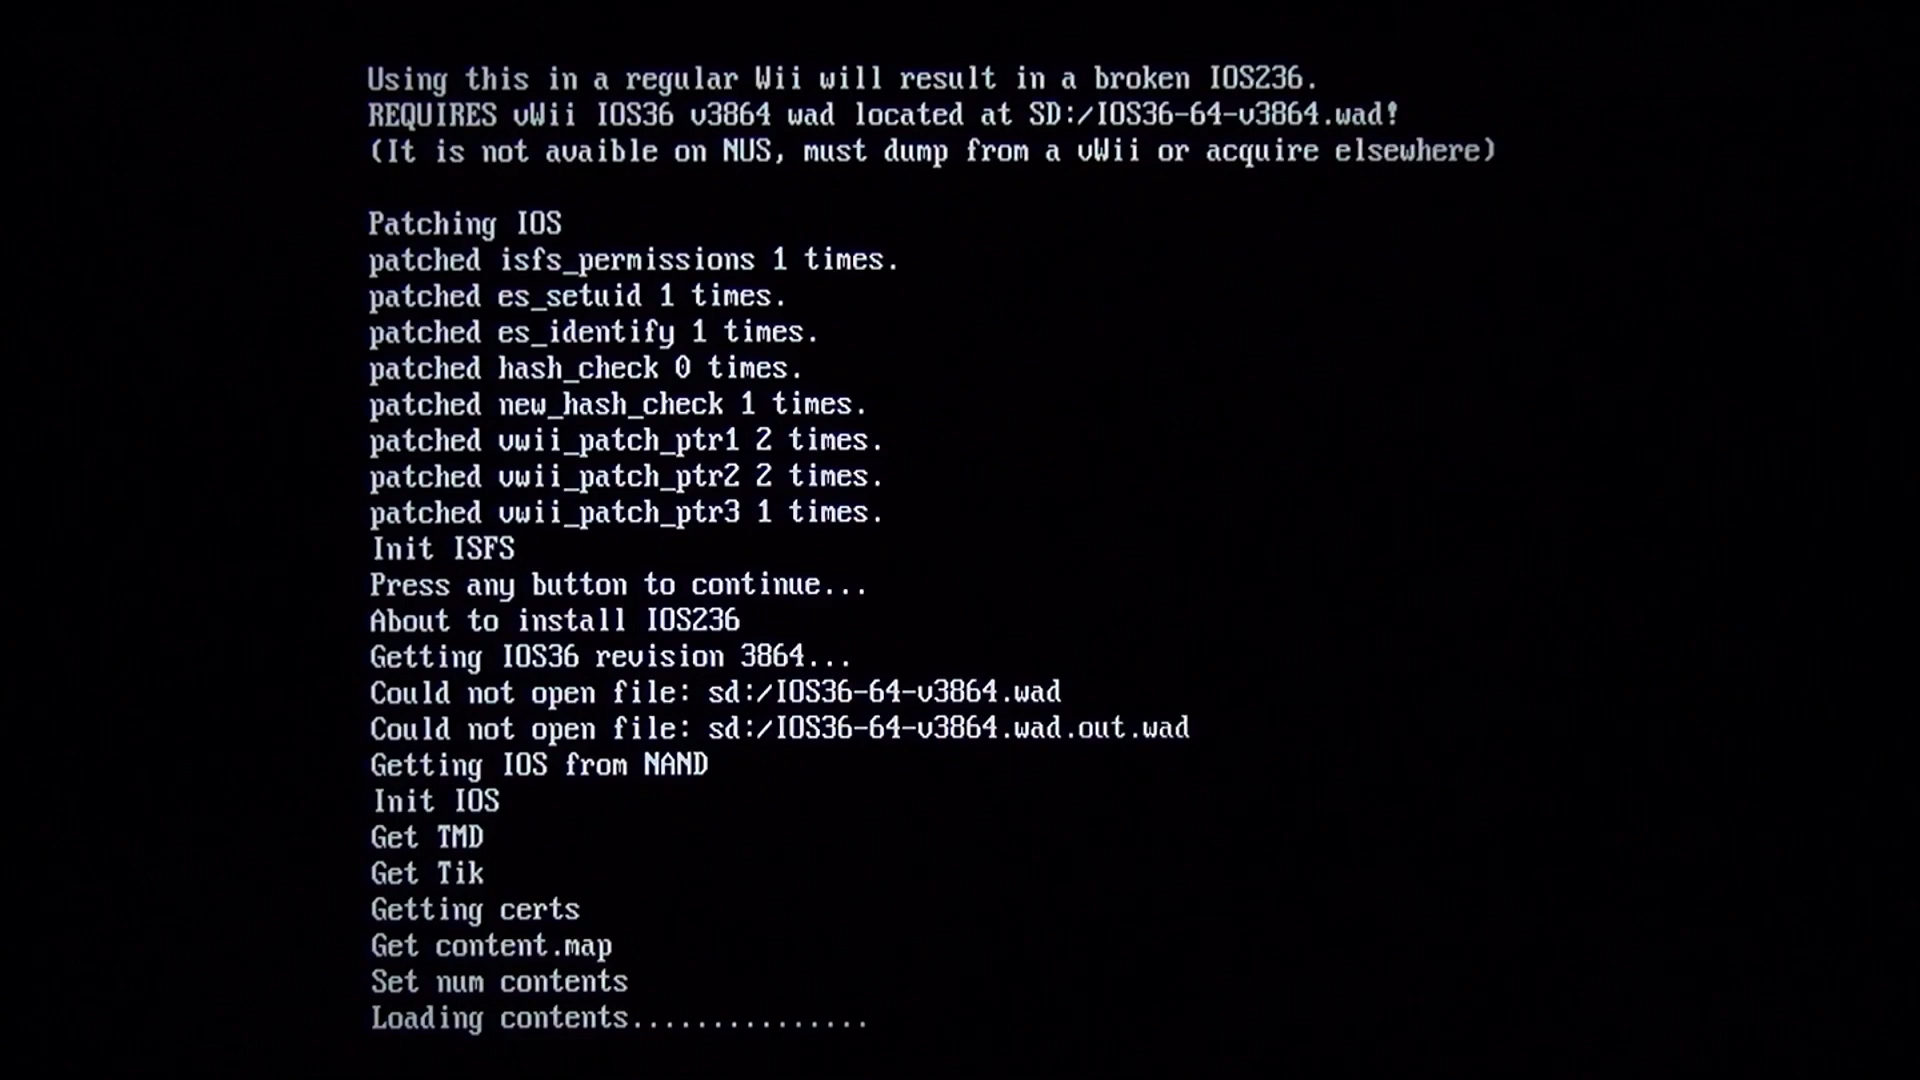 Using this in a regular Wii will result in a broken IOS236.
REQUIRES vWii IOS36 v3864 wad located at SD:/IOS36-64-v3864.wad!
(It is not avaible on NUS, must dump from a vWii or acquire elsewhere)
Patching IOS
patched isfs_permissions 1 times.
patched es_setuid 1 times.
patched es_identify 1 times.
patched hash_check 0 times.
patched new_hash_check 1 times.
patched vwii_patch_ptr1 2 times.
patched vwii_patch_ptr2 2 times.
patched vwii_patch_ptr3 1 times.
Init ISFS
Press any button to continue...
About to install IOS236
Getting IOS36 revision 3864...
Could not open file: sd:/IOS36-64-v3864.wad
Could not open file: sd:/IOS36-64-v3864.wad.out.wad
Getting IOS from NAND
Init IOS
Get TMD
Get Tik
Getting certs
Get content.map
Set num contents
Loading contents...............